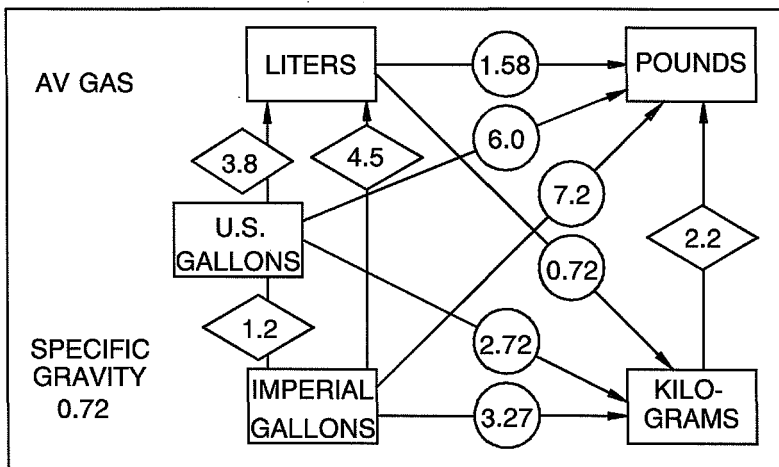 LITERS
1.58
POUNDS
AV GAS
6.0
3.8
4.5
7.2
U.S.
GALLONS
2.2
0.72
1.2
SPECIFIC
GRAVITY
0.72
2.72
IMPERIAL
GALLONS
3.27
KILO-
GRAMS